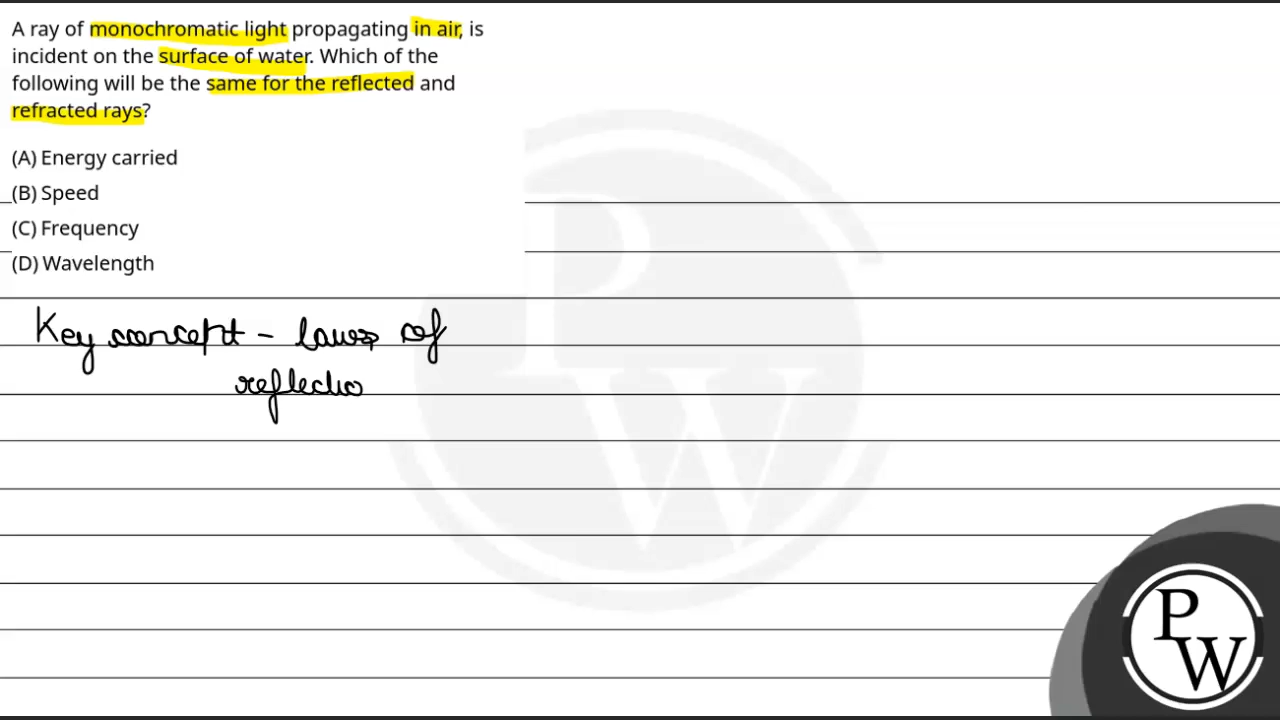 A ray of monochromatic light propagating in air, is
incident on the surface of water. Which of the
following will be the same for the reflected and
refracted rays?
(A) Energy carried
(B) Speed
(C) Frequency
(D) Wavelength
Key concept - laws of
reflectio
P
W
P
W